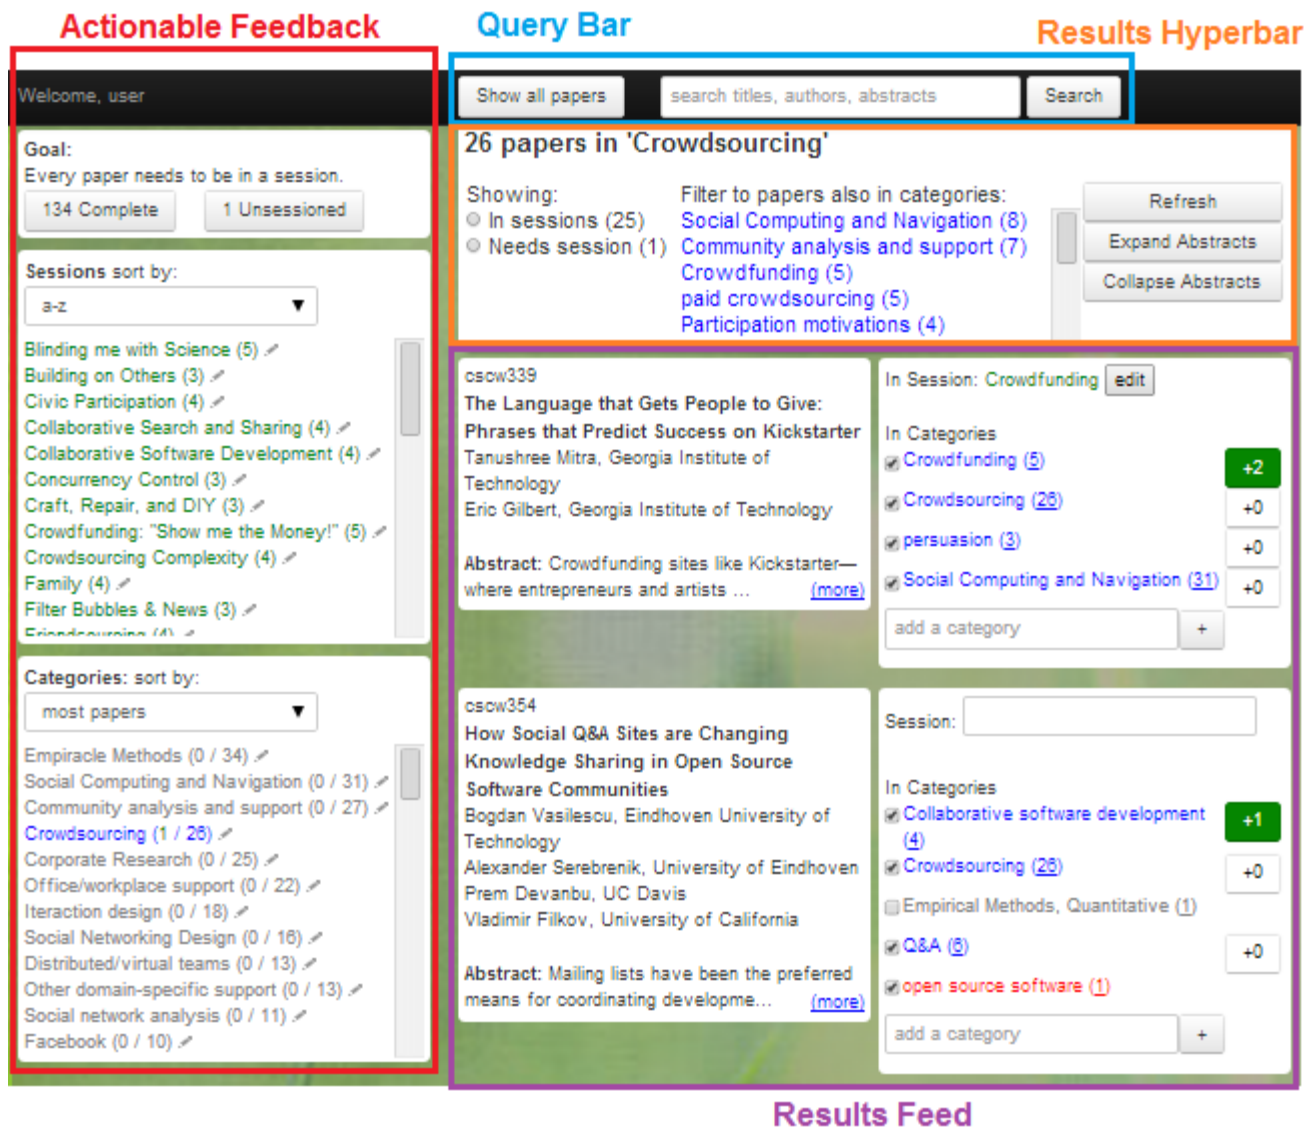 Actionable Feedback
Query Bar
Results Hyperbar
Welcome, user
Show all papers
search titles, authors, abstracts
Search
Goal:
Every paper needs to be in a session.
134 Complete
1 Unsessioned
Sessions sort by:
a-z
Blinding me with Science (5)
Building on Others (3)
Civic Participation (4)
Collaborative Search and Sharing (4)
Collaborative Software Development (4)
Concurrency Control (3)
Craft, Repair, and DIY (3)
Crowdfunding: "Show me the Money!" (5)
Crowdsourcing Complexity (4)
Family (4)
Filter Bubbles & News (3)
Friendsourcing (4)
Categories: sort by:
most papers
Empiracle Methods (0 / 34)
Social Computing and Navigation (0 / 31)
Community analysis and support (0 / 27)
Crowdsourcing (1 / 26)
Corporate Research (0 / 25)
Office/workplace support (0 / 22)
Iteraction design (0 / 18)
Social Networking Design (0 / 16)
Distributed/virtual teams (0 / 13)
Other domain-specific support (0 / 13)
Social network analysis (0 / 11)
Facebook (0 / 10)
26 papers in 'Crowdsourcing'
Showing:
In sessions (25)
Needs session (1)
Filter to papers also in categories:
Social Computing and Navigation (8)
Community analysis and support (7)
Crowdfunding (5)
paid crowdsourcing (5)
Participation motivations (4)
Refresh
Expand Abstracts
Collapse Abstracts
cscw339
The Language that Gets People to Give:
Phrases that Predict Success on Kickstarter
Tanushree Mitra, Georgia Institute of
Technology
Eric Gilbert, Georgia Institute of Technology
Abstract: Crowdfunding sites like Kickstarter—
where entrepreneurs and artists ... (more)
In Session: Crowdfunding edit
In Categories
Crowdfunding (5) +2
Crowdsourcing (26) +0
persuasion (3) +0
Social Computing and Navigation (31) +0
add a category +
cscw354
How Social Q&A Sites are Changing
Knowledge Sharing in Open Source
Software Communities
Bogdan Vasilescu, Eindhoven University of
Technology
Alexander Serebrenik, University of Eindhoven
Prem Devanbu, UC Davis
Vladimir Filkov, University of California
Abstract: Mailing lists have been the preferred
means for coordinating developme... (more)
Session:
In Categories
Collaborative software development
(4) +1
Crowdsourcing (26) +0
Empirical Methods, Quantitative (1)
Q&A (6) +0
open source software (1)
add a category +
Results Feed